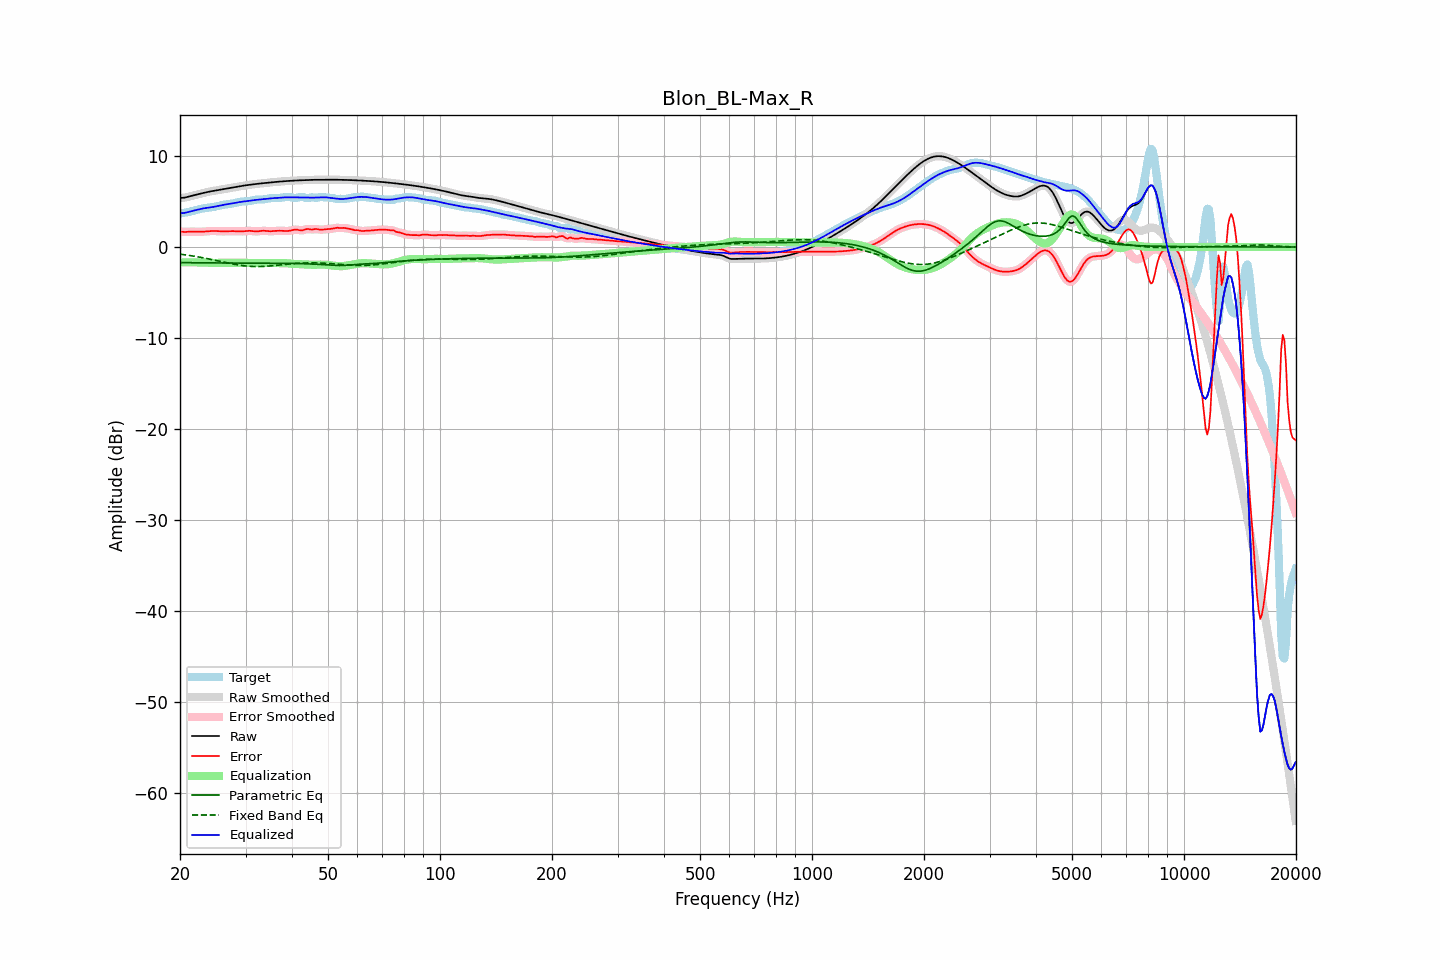 Blon_BL-Max_R
Amplitude (dBr)
10
0
−10
−20
−30
−40
−50
−60
Target
Raw Smoothed
Error Smoothed
Raw
Error
Equalization
Parametric Eq
Fixed Band Eq
Equalized
20 50 100 200 500 1000 2000 5000 10000 20000
Frequency (Hz)